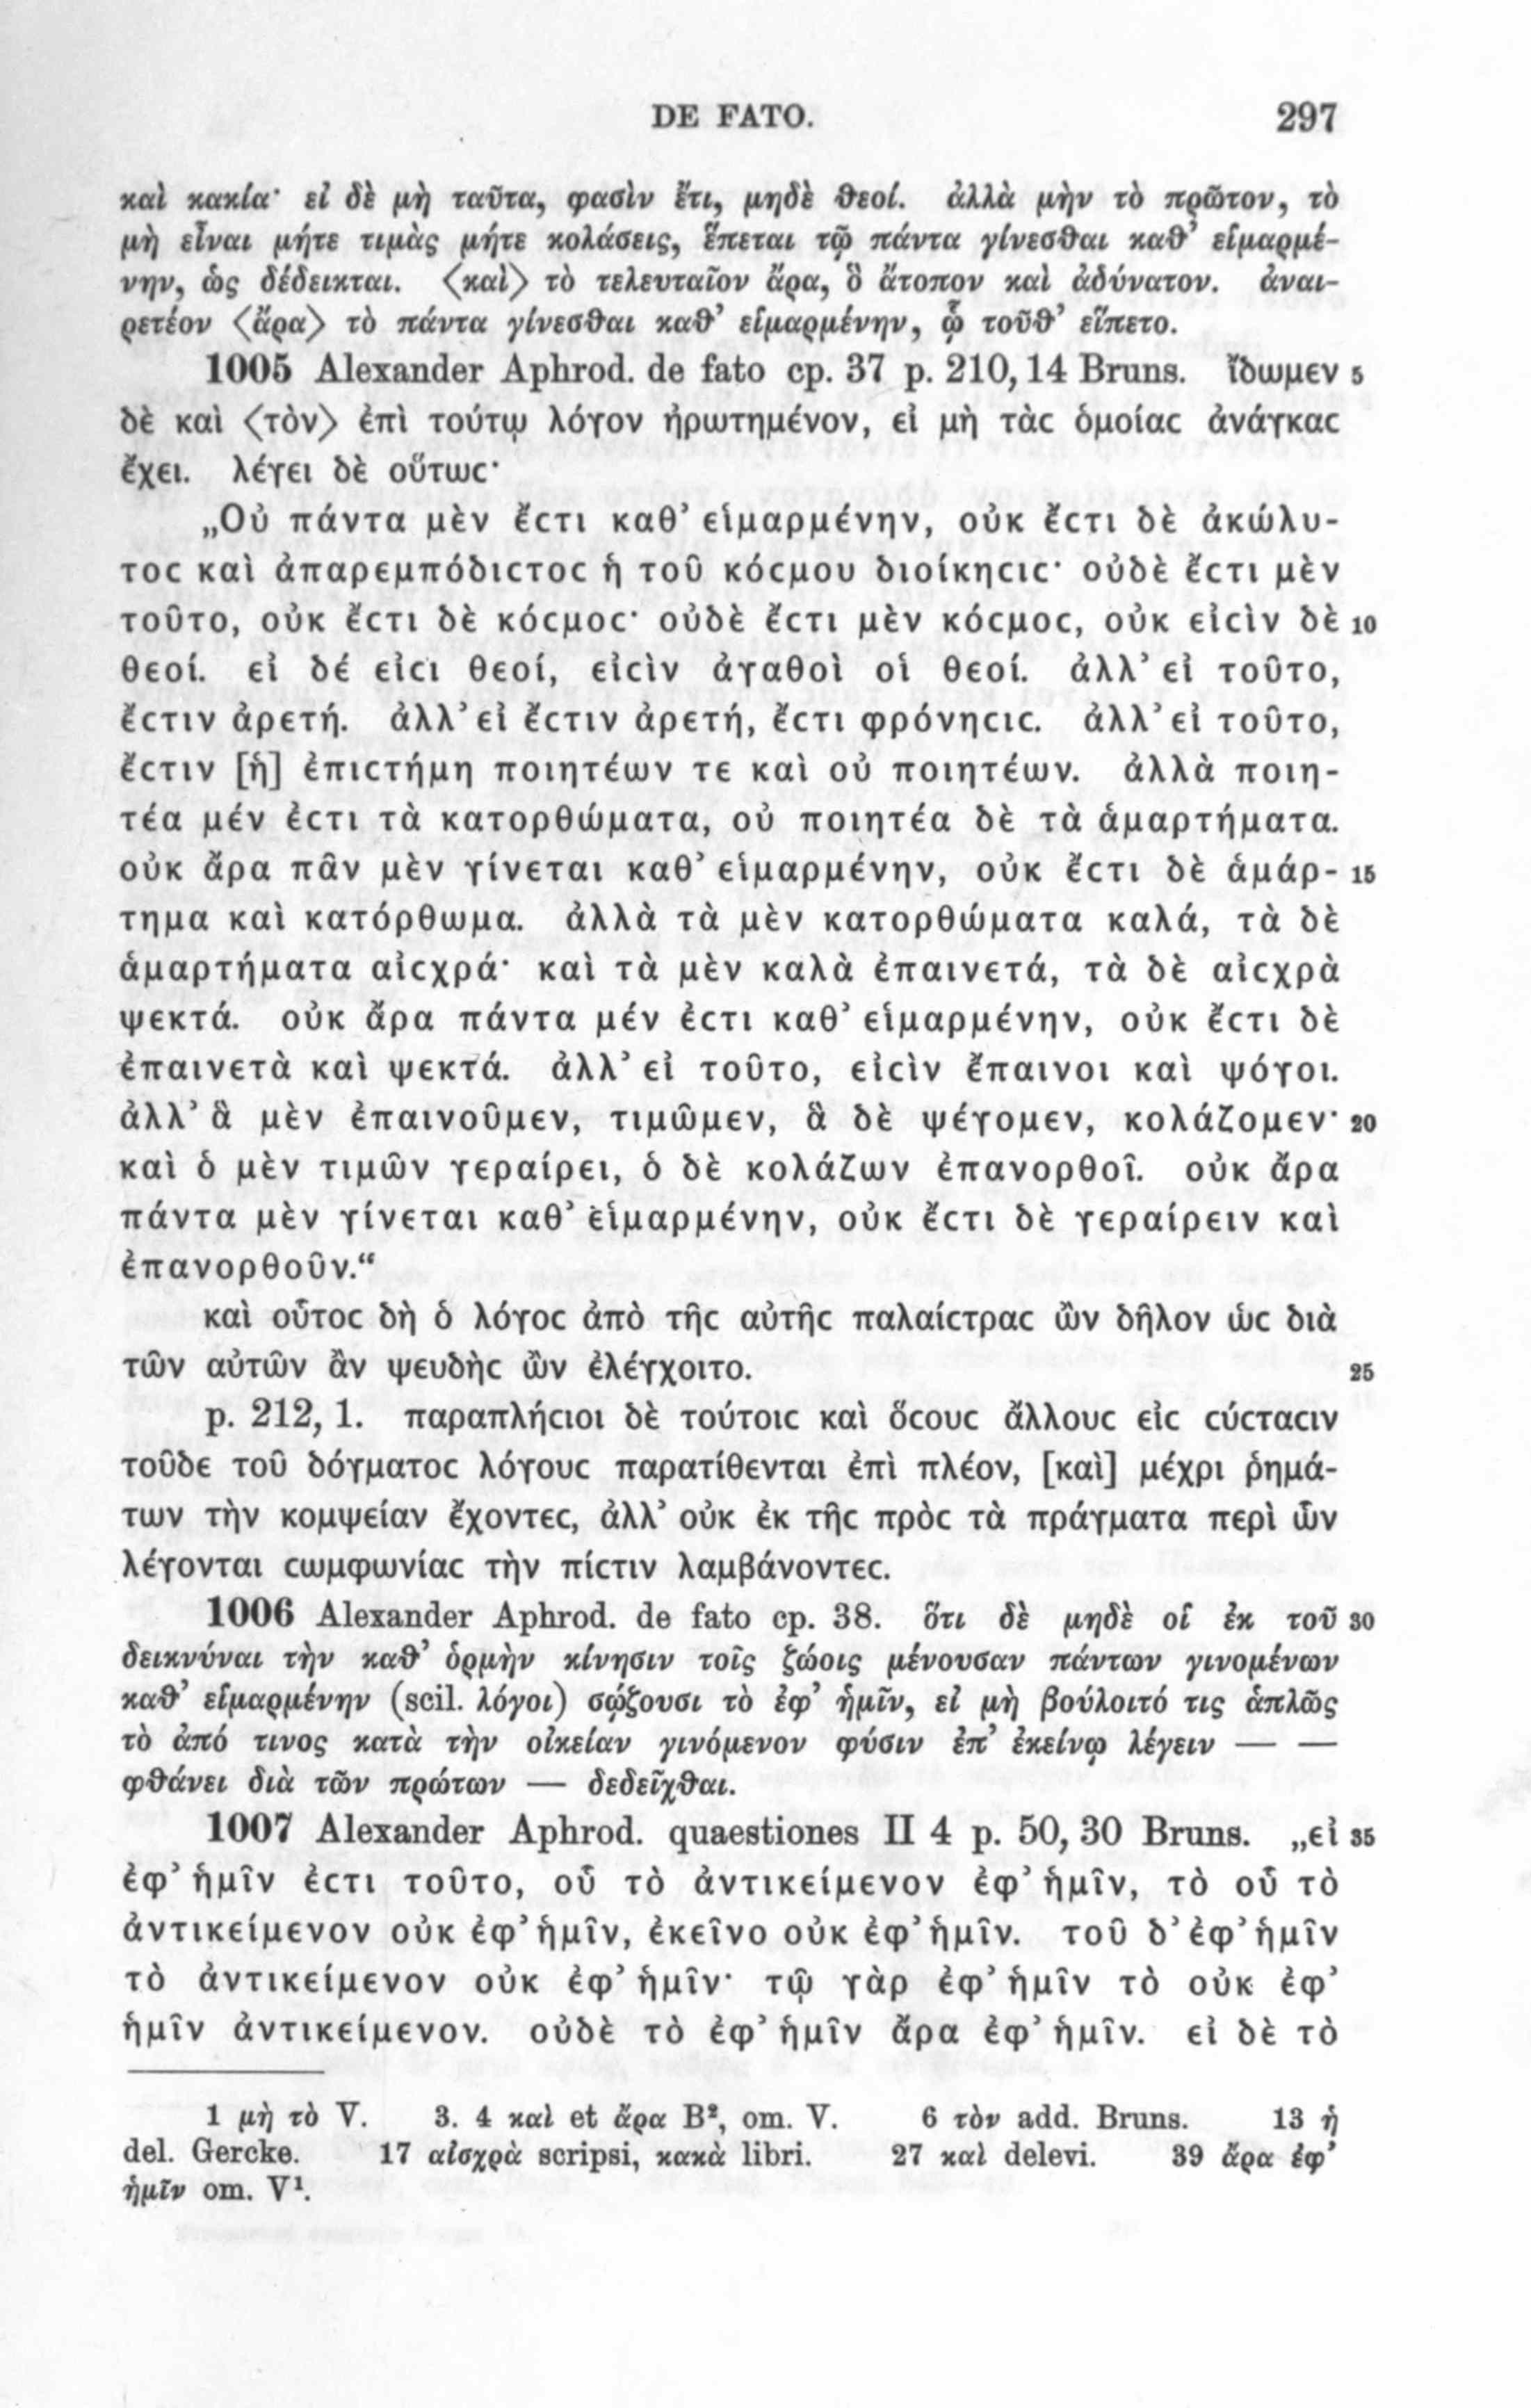 DE FATO. 297
καὶ κακία· εἰ δὲ μὴ ταῦτα, φασὶν ἔτι, μηδὲ θεοί. ἀλλὰ μὴν τὸ πρῶτον, τὸ
μὴ εἶναι μήτε τιμὰς μήτε κολάσεις, ἕπεται τῷ πάντα γίνεσθαι καθ’ εἱμαρμέ-
νην, ὡς δέδεικται. ⟨καὶ⟩ τὸ τελευταῖον ἄρα, ὃ ἄτοπον καὶ ἀδύνατον. ἀναι-
ρετέον ⟨ἄρα⟩ τὸ πάντα γίνεσθαι καθ’ εἱμαρμένην, ᾧ τοῦθ’ εἵπετο.
1005 Alexander Aphrod. de fato cp. 37 p. 210, 14 Bruns. ἴδωμεν 5
δὲ καὶ ⟨τὸν⟩ ἐπὶ τούτῳ λόγον ἠρωτημένον, εἰ μὴ τὰς ὁμοίας ἀνάγκας
ἔχει. λέγει δὲ οὕτως·
„Οὐ πάντα μὲν ἔστι καθ’ εἱμαρμένην, οὐκ ἔστι δὲ ἀκώλυ-
τος καὶ ἀπαρεμπόδιστος ἡ τοῦ κόσμου διοίκησις· οὐδὲ ἔστι μὲν
τοῦτο, οὐκ ἔστι δὲ κόσμος· οὐδὲ ἔστι μὲν κόσμος, οὐκ εἰσὶν δὲ 10
θεοί. εἰ δέ εἰσι θεοί, εἰσὶν ἀγαθοὶ οἱ θεοί. ἀλλ’ εἰ τοῦτο,
ἔστιν ἀρετή. ἀλλ’ εἰ ἔστιν ἀρετή, ἔστι φρόνησις. ἀλλ’ εἰ τοῦτο,
ἔστιν [ἡ] ἐπιστήμη ποιητέων τε καὶ οὐ ποιητέων. ἀλλὰ ποιη-
τέα μέν ἐστι τὰ κατορθώματα, οὐ ποιητέα δὲ τὰ ἁμαρτήματα.
οὐκ ἄρα πᾶν μὲν γίνεται καθ’ εἱμαρμένην, οὐκ ἔστι δὲ ἁμάρ- 15
τημα καὶ κατόρθωμα. ἀλλὰ τὰ μὲν κατορθώματα καλά, τὰ δὲ
ἁμαρτήματα αἰσχρά· καὶ τὰ μὲν καλὰ ἐπαινετά, τὰ δὲ αἰσχρὰ
ψεκτά. οὐκ ἄρα πάντα μέν ἐστι καθ’ εἱμαρμένην, οὐκ ἔστι δὲ
ἐπαινετὰ καὶ ψεκτά. ἀλλ’ εἰ τοῦτο, εἰσὶν ἔπαινοι καὶ ψόγοι.
ἀλλ’ ἃ μὲν ἐπαινοῦμεν, τιμῶμεν, ἃ δὲ ψέγομεν, κολάζομεν· 20
καὶ ὁ μὲν τιμῶν γεραίρει, ὁ δὲ κολάζων ἐπανορθοῖ. οὐκ ἄρα
πάντα μὲν γίνεται καθ’ εἱμαρμένην, οὐκ ἔστι δὲ γεραίρειν καὶ
ἐπανορθοῦν.“
καὶ οὗτος δὴ ὁ λόγος ἀπὸ τῆς αὐτῆς παλαίστρας ὢν δῆλον ὡς διὰ
τῶν αὐτῶν ἂν ψευδὴς ὢν ἐλέγχοιτο. 25
p. 212, 1. παραπλήσιοι δὲ τούτοις καὶ ὅσους ἄλλους εἰς σύστασιν
τοῦδε τοῦ δόγματος λόγους παρατίθενται ἐπὶ πλέον, [καὶ] μέχρι ῥημά-
των τὴν κομψείαν ἔχοντες, ἀλλ’ οὐκ ἐκ τῆς πρὸς τὰ πράγματα περὶ ὧν
λέγονται σωμφωνίας τὴν πίστιν λαμβάνοντες.
1006 Alexander Aphrod. de fato cp. 38. ὅτι δὲ μηδὲ οἱ ἐκ τοῦ 30
δεικνύναι τὴν καθ’ ὁρμὴν κίνησιν τοῖς ζώοις μένουσαν πάντων γινομένων
καθ’ εἱμαρμένην (scil. λόγοι) σῴζουσι τὸ ἐφ’ ἡμῖν, εἰ μὴ βούλοιτό τις ἁπλῶς
τὸ ἀπό τινος κατὰ τὴν οἰκείαν γινόμενον φύσιν ἐπ’ ἐκείνῳ λέγειν — —
φθάνει διὰ τῶν πρώτων — δεδεῖχθαι.
1007 Alexander Aphrod. quaestiones II 4 p. 50, 30 Bruns. „εἰ 35
ἐφ’ ἡμῖν ἐστι τοῦτο, οὗ τὸ ἀντικείμενον ἐφ’ ἡμῖν, τὸ οὗ τὸ
ἀντικείμενον οὐκ ἐφ’ ἡμῖν, ἐκεῖνο οὐκ ἐφ’ ἡμῖν. τοῦ δ’ ἐφ’ ἡμῖν
τὸ ἀντικείμενον οὐκ ἐφ’ ἡμῖν· τῷ γὰρ ἐφ’ ἡμῖν τὸ οὐκ ἐφ’
ἡμῖν ἀντικείμενον. οὐδὲ τὸ ἐφ’ ἡμῖν ἄρα ἐφ’ ἡμῖν. εἰ δὲ τὸ
1 μὴ τὸ V. 3. 4 καὶ et ἄρα B², om. V. 6 τὸν add. Bruns. 13 ἡ
del. Gercke. 17 αἰσχρὰ scripsi, κακὰ libri. 27 καὶ delevi. 39 ἄρα ἐφ’
ἡμῖν om. V¹.